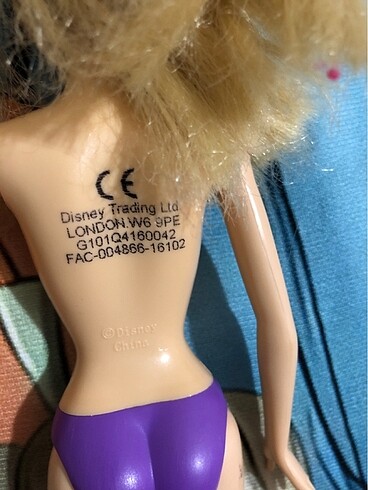 CE
Disney Trading Ltd.
LONDON.W6 9PE
G101Q4160042
FAC-004866-16102
©Disney
China